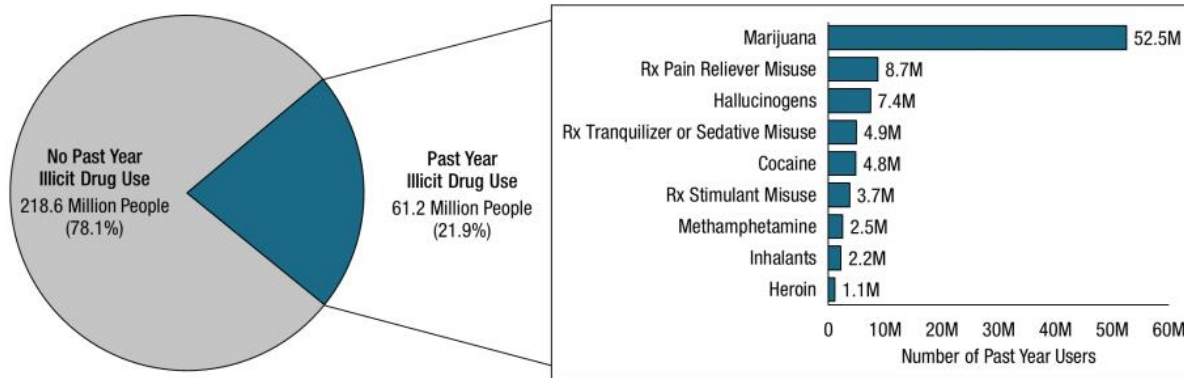 No Past Year
Illicit Drug Use
218.6 Million People
(78.1%)
Past Year
Illicit Drug Use
61.2 Million People
(21.9%)
Marijuana 52.5M
Rx Pain Reliever Misuse 8.7M
Hallucinogens 7.4M
Rx Tranquilizer or Sedative Misuse 4.9M
Cocaine 4.8M
Rx Stimulant Misuse 3.7M
Methamphetamine 2.5M
Inhalants 2.2M
Heroin 1.1M
0 10M 20M 30M 40M 50M 60M
Number of Past Year Users